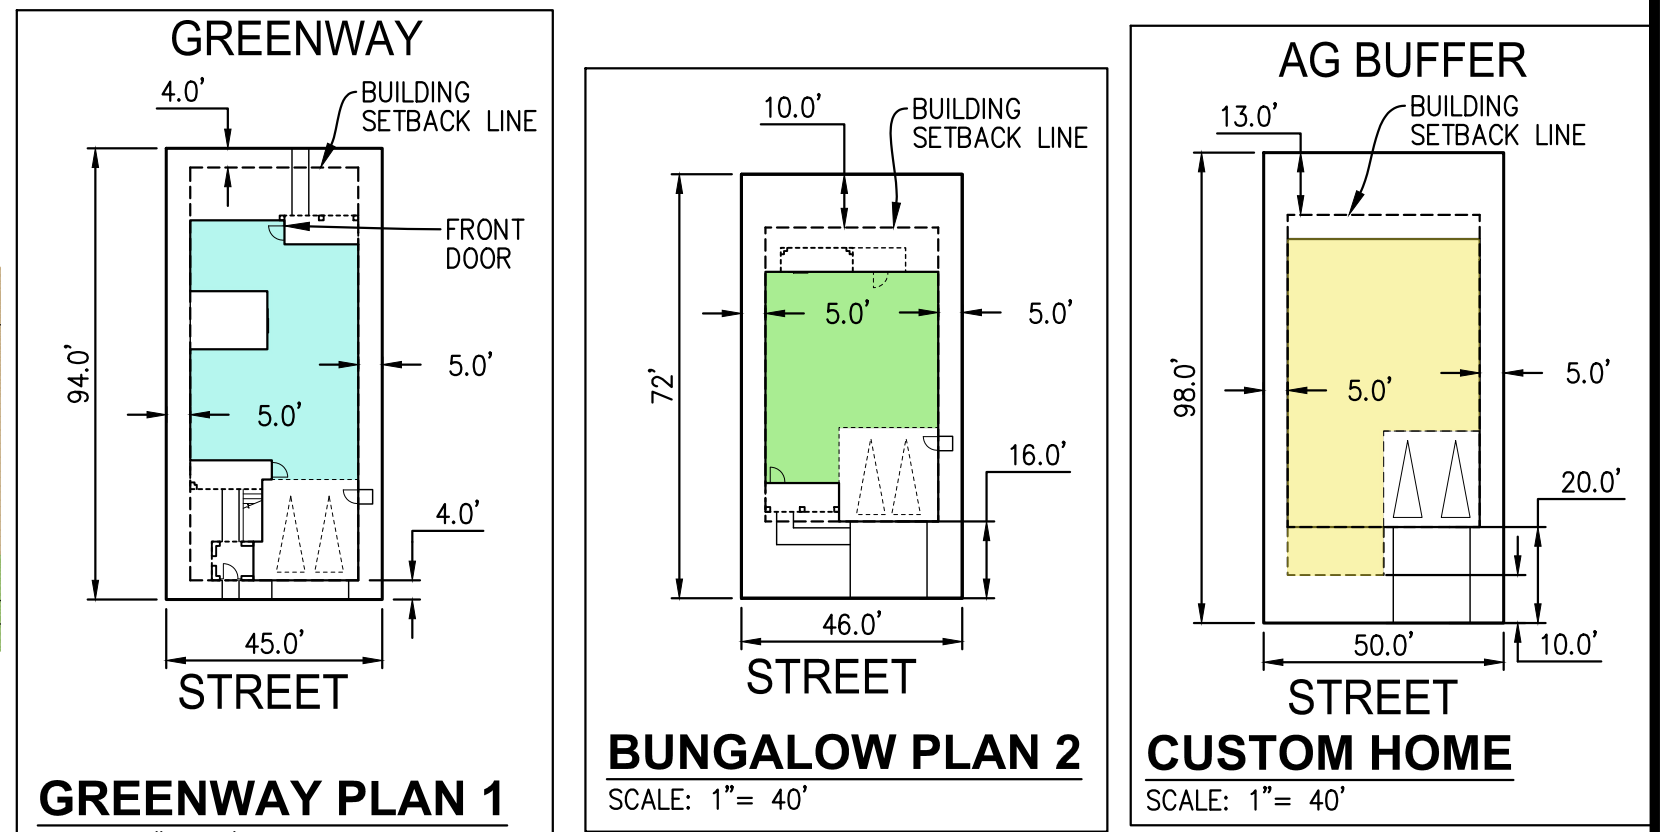 GREENWAY
4.0'
BUILDING
SETBACK LINE
FRONT
DOOR
94.0'
5.0'
5.0'
4.0'
45.0'
STREET
GREENWAY PLAN 1
10.0'
BUILDING
SETBACK LINE
72'
5.0'
5.0'
16.0'
46.0'
STREET
BUNGALOW PLAN 2
SCALE: 1"= 40'
AG BUFFER
13.0'
BUILDING
SETBACK LINE
98.0'
5.0'
5.0'
20.0'
10.0'
50.0'
STREET
CUSTOM HOME
SCALE: 1"= 40'